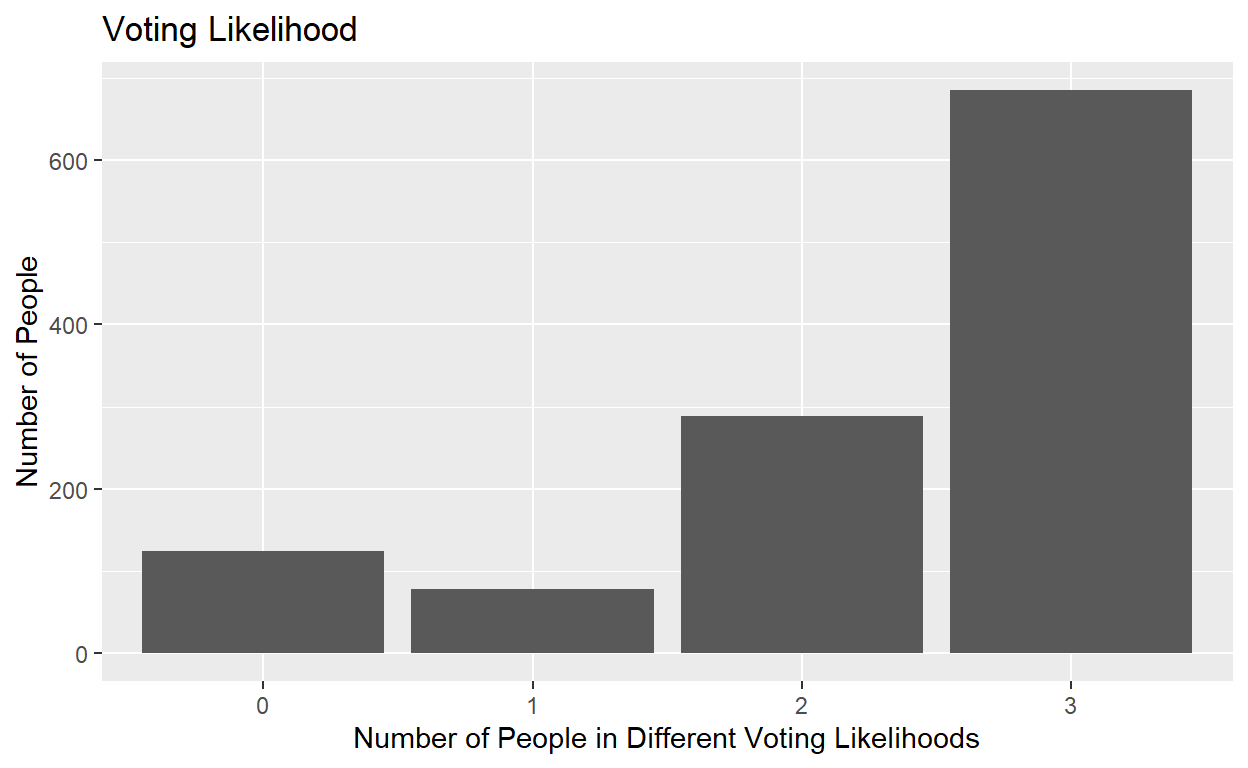 Voting Likelihood
Number of People
600
400
200
0
0 1 2 3
Number of People in Different Voting Likelihoods